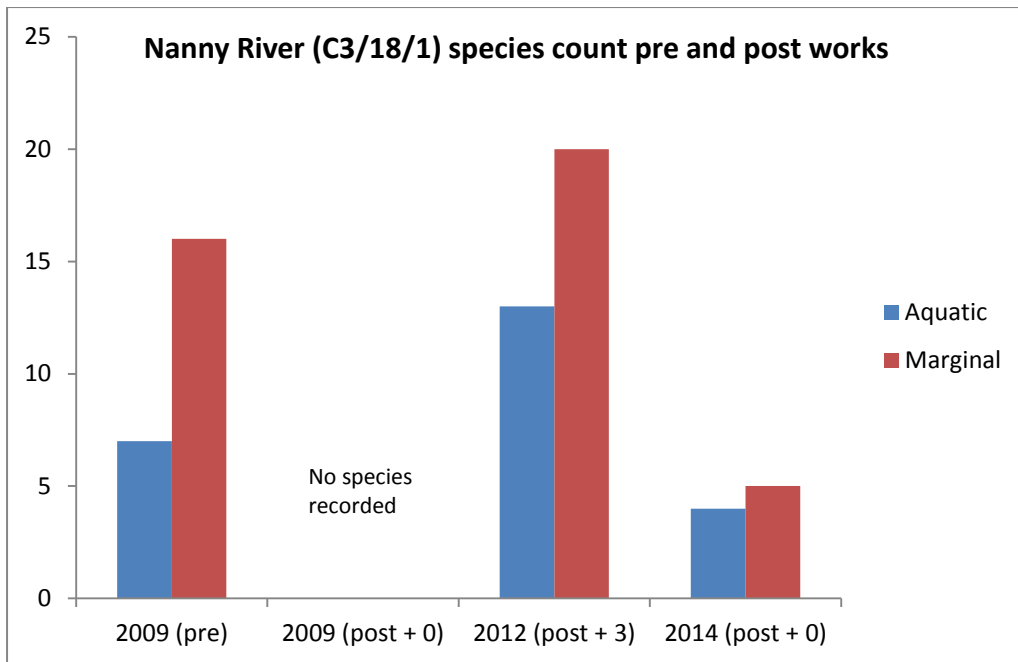 Nanny River (C3/18/1) species count pre and post works
25
20
15
10
5
0
No species
recorded
2009 (pre)
2009 (post + 0)
2012 (post + 3)
2014 (post + 0)
Aquatic
Marginal